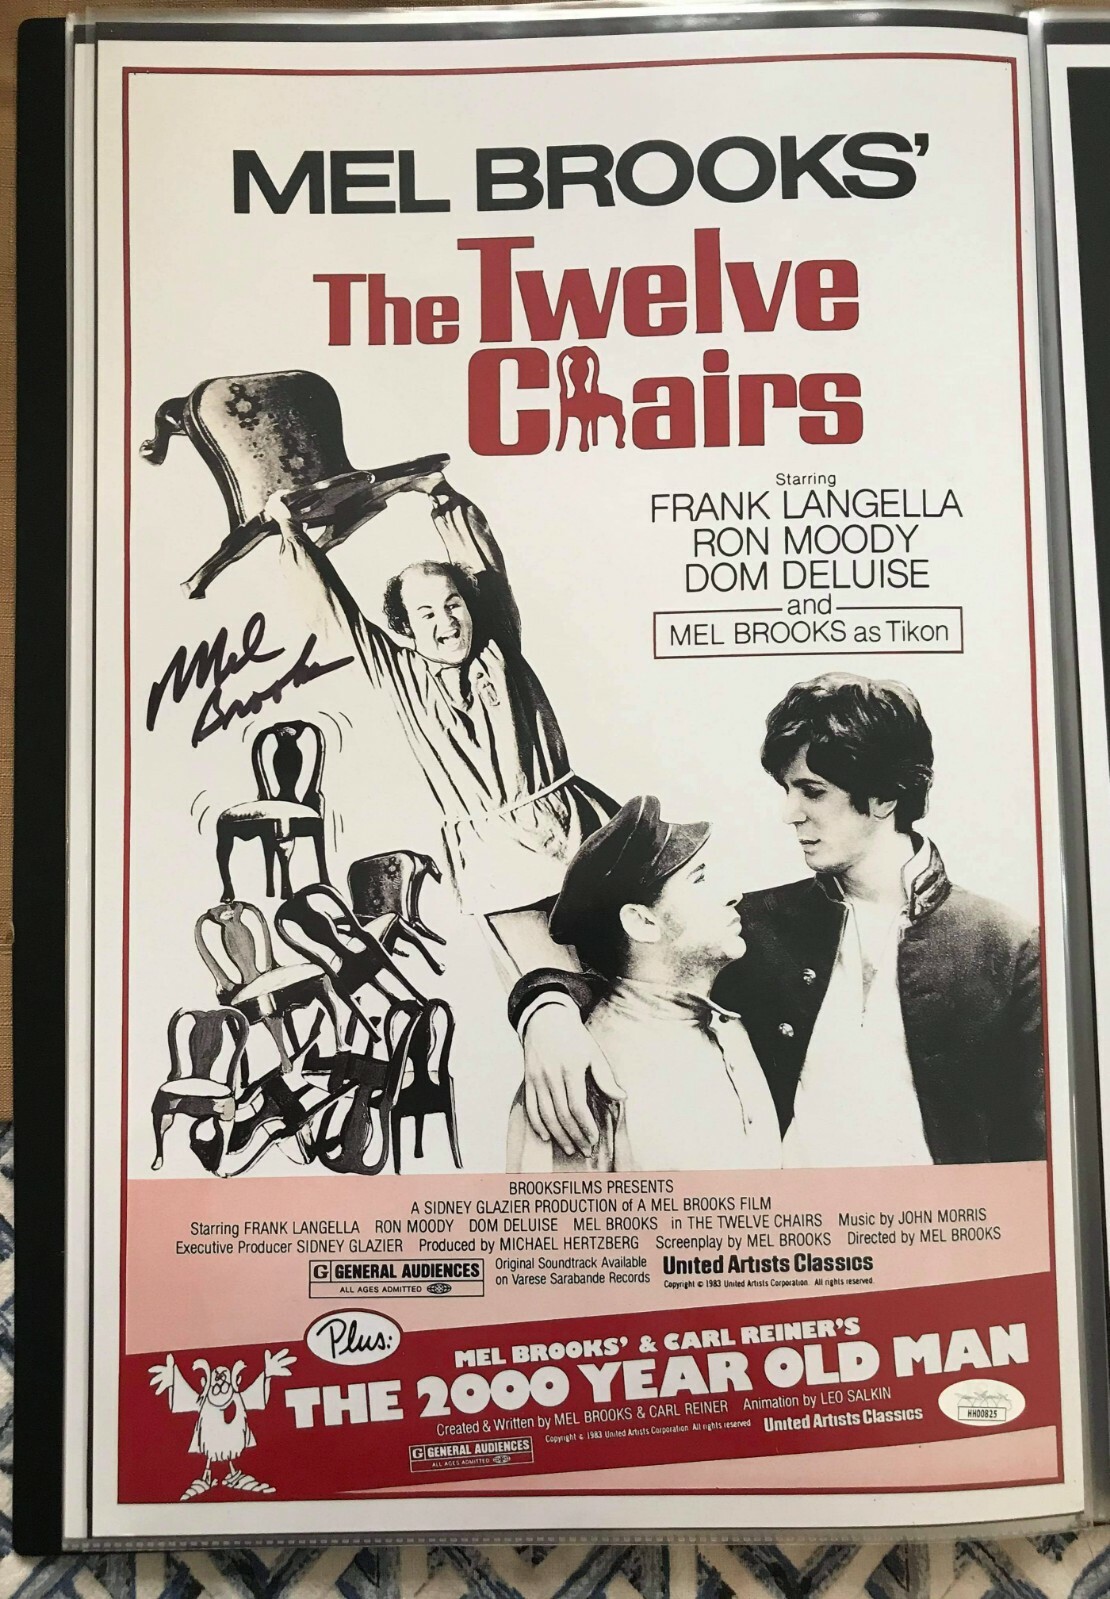 MEL BROOKS'
The Twelve
Chairs
Starring
FRANK LANGELLA
RON MOODY
DOM DELUISE
and
MEL BROOKS as Tikon
Mel
Brooks
BROOKSFILMS PRESENTS
A SIDNEY GLAZIER PRODUCTION of A MEL BROOKS FILM
Starring FRANK LANGELLA RON MOODY DOM DELUISE MEL BROOKS in THE TWELVE CHAIRS Music by JOHN MORRIS
Executive Producer SIDNEY GLAZIER Produced by MICHAEL HERTZBERG Screenplay by MEL BROOKS Directed by MEL BROOKS
G GENERAL AUDIENCES
ALL AGES ADMITTED
Original Soundtrack Available
on Varese Sarabande Records
United Artists Classics
Copyright © 1983 United Artists Corporation. All rights reserved.
Plus:
MEL BROOKS' & CARL REINER'S
THE 2000 YEAR OLD MAN
Created & Written by MEL BROOKS & CARL REINER Animation by LEO SALKIN
G GENERAL AUDIENCES
ALL AGES ADMITTED
Copyright © 1983 United Artists Corporation All rights reserved
United Artists Classics
HH00825